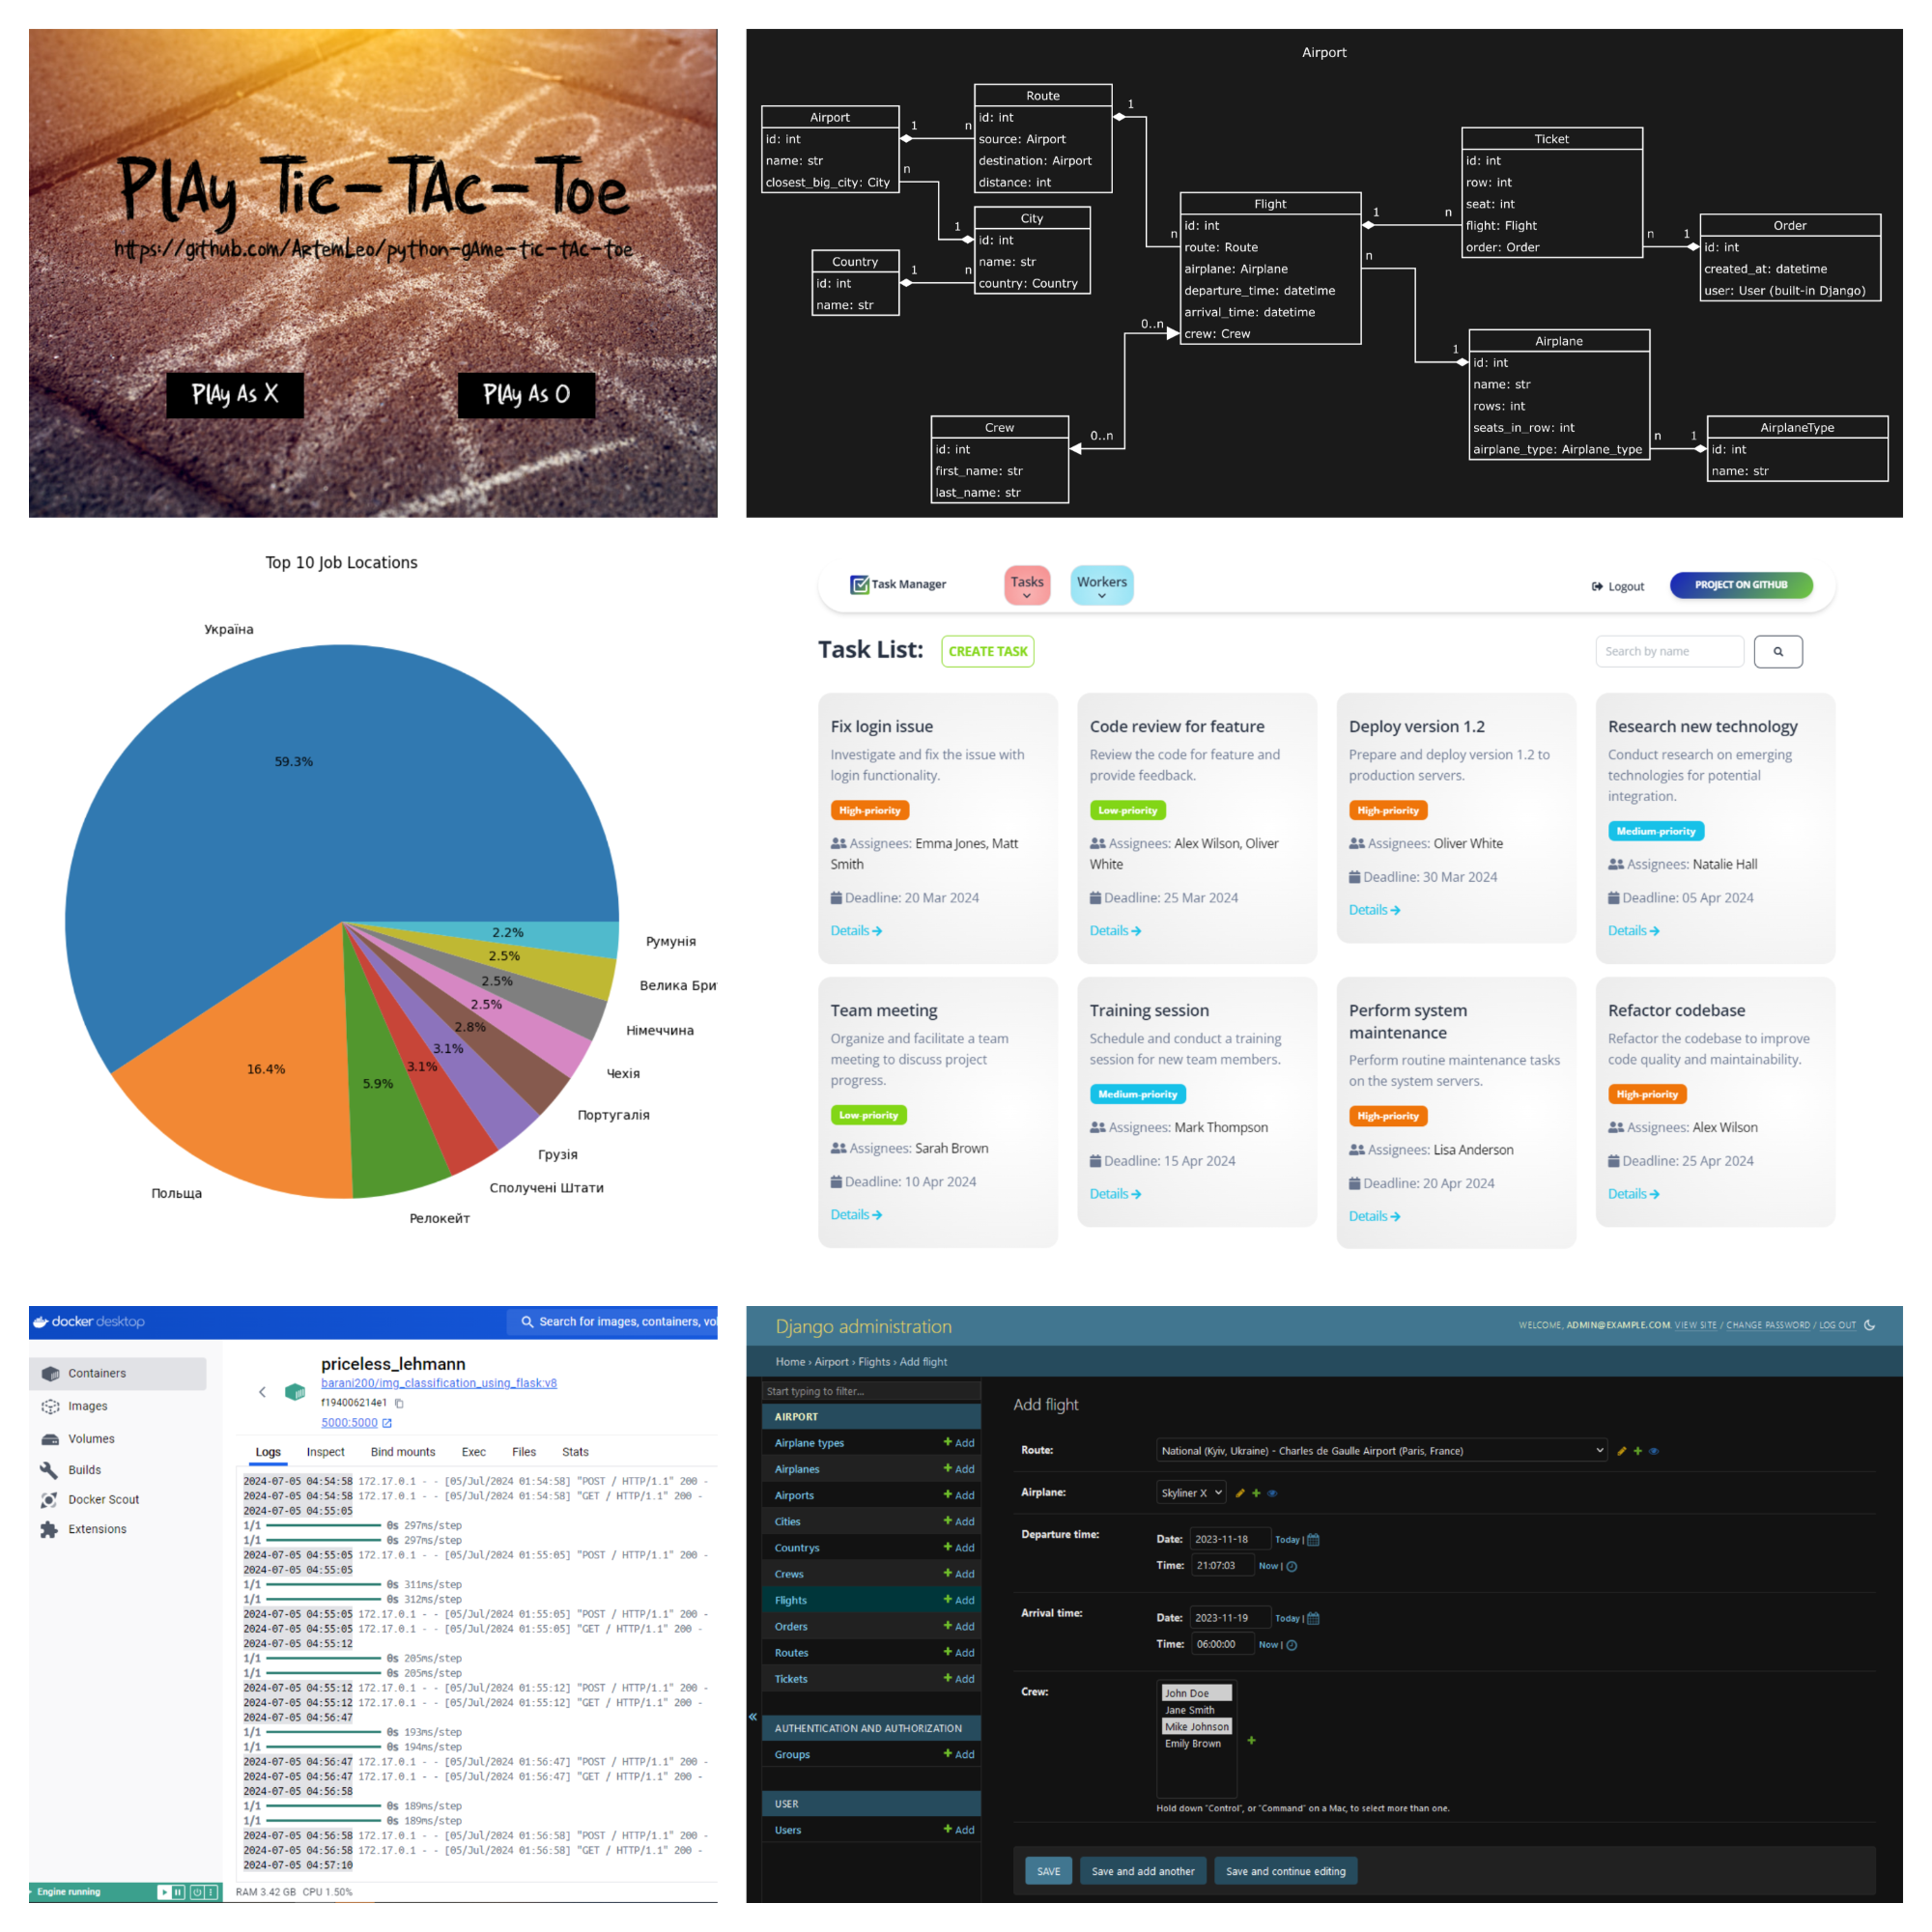 Play Tic-Tac-Toe
https://github.com/ArtemLeo/python-game-tic-tac-toe
Play As X
Play As O
Airport
Airport
id: int
name: str
closest_big_city: City
1
n
n
Route
id: int
source: Airport
destination: Airport
distance: int
1
n
City
id: int
name: str
country: Country
1
Country
id: int
name: str
1
n
Flight
id: int
route: Route
airplane: Airplane
departure_time: datetime
arrival_time: datetime
crew: Crew
1
n
n
0..n
Crew
id: int
first_name: str
last_name: str
0..n
Ticket
id: int
row: int
seat: int
flight: Flight
order: Order
n
1
Order
id: int
created_at: datetime
user: User (built-in Django)
1
Airplane
id: int
name: str
rows: int
seats_in_row: int
airplane_type: Airplane_type
n
1
AirplaneType
id: int
name: str
Top 10 Job Locations
Україна
59.3%
Польща
16.4%
Релокейт
5.9%
Сполучені Штати
3.1%
Грузія
3.1%
Португалія
2.8%
Чехія
2.5%
Німеччина
2.5%
Велика Бри
2.5%
Румунія
2.2%
Task Manager
Tasks
Workers
Logout
PROJECT ON GITHUB
Task List:
CREATE TASK
Search by name
Fix login issue
Investigate and fix the issue with
login functionality.
High-priority
Assignees: Emma Jones, Matt
Smith
Deadline: 20 Mar 2024
Details
Code review for feature
Review the code for feature and
provide feedback.
Low-priority
Assignees: Alex Wilson, Oliver
White
Deadline: 25 Mar 2024
Details
Deploy version 1.2
Prepare and deploy version 1.2 to
production servers.
High-priority
Assignees: Oliver White
Deadline: 30 Mar 2024
Details
Research new technology
Conduct research on emerging
technologies for potential
integration.
Medium-priority
Assignees: Natalie Hall
Deadline: 05 Apr 2024
Details
Team meeting
Organize and facilitate a team
meeting to discuss project
progress.
Low-priority
Assignees: Sarah Brown
Deadline: 10 Apr 2024
Details
Training session
Schedule and conduct a training
session for new team members.
Medium-priority
Assignees: Mark Thompson
Deadline: 15 Apr 2024
Details
Perform system
maintenance
Perform routine maintenance tasks
on the system servers.
High-priority
Assignees: Lisa Anderson
Deadline: 20 Apr 2024
Details
Refactor codebase
Refactor the codebase to improve
code quality and maintainability.
High-priority
Assignees: Alex Wilson
Deadline: 25 Apr 2024
Details
docker desktop
Search for images, containers, vol
Containers
Images
Volumes
Builds
Docker Scout
Extensions
priceless_lehmann
barani200/img_classification_using_flask:v8
f194006214e1
5000:5000
Logs Inspect Bind mounts Exec Files Stats
2024-07-05 04:54:58 172.17.0.1 - - [05/Jul/2024 01:54:58] "POST / HTTP/1.1" 200 -
2024-07-05 04:54:58 172.17.0.1 - - [05/Jul/2024 01:54:58] "GET / HTTP/1.1" 200 -
2024-07-05 04:55:05
1/1 0s 297ms/step
1/1 0s 297ms/step
2024-07-05 04:55:05 172.17.0.1 - - [05/Jul/2024 01:55:05] "POST / HTTP/1.1" 200 -
2024-07-05 04:55:05
1/1 0s 311ms/step
1/1 0s 312ms/step
2024-07-05 04:55:05 172.17.0.1 - - [05/Jul/2024 01:55:05] "POST / HTTP/1.1" 200 -
2024-07-05 04:55:05 172.17.0.1 - - [05/Jul/2024 01:55:05] "GET / HTTP/1.1" 200 -
2024-07-05 04:55:12
1/1 0s 205ms/step
1/1 0s 205ms/step
2024-07-05 04:55:12 172.17.0.1 - - [05/Jul/2024 01:55:12] "POST / HTTP/1.1" 200 -
2024-07-05 04:55:12 172.17.0.1 - - [05/Jul/2024 01:55:12] "GET / HTTP/1.1" 200 -
2024-07-05 04:56:47
1/1 0s 193ms/step
1/1 0s 194ms/step
2024-07-05 04:56:47 172.17.0.1 - - [05/Jul/2024 01:56:47] "POST / HTTP/1.1" 200 -
2024-07-05 04:56:47 172.17.0.1 - - [05/Jul/2024 01:56:47] "GET / HTTP/1.1" 200 -
2024-07-05 04:56:58
1/1 0s 189ms/step
1/1 0s 189ms/step
2024-07-05 04:56:58 172.17.0.1 - - [05/Jul/2024 01:56:58] "POST / HTTP/1.1" 200 -
2024-07-05 04:56:58 172.17.0.1 - - [05/Jul/2024 01:56:58] "GET / HTTP/1.1" 200 -
2024-07-05 04:57:10
Engine running
RAM 3.42 GB CPU 1.50%
Django administration
WELCOME, ADMIN@EXAMPLE.COM. VIEW SITE / CHANGE PASSWORD / LOG OUT
Home › Airport › Flights › Add flight
Start typing to filter...
AIRPORT
Airplane types + Add
Airplanes + Add
Airports + Add
Cities + Add
Countrys + Add
Crews + Add
Flights + Add
Orders + Add
Routes + Add
Tickets + Add
AUTHENTICATION AND AUTHORIZATION
Groups + Add
USER
Users + Add
«
Add flight
Route: National (Kyiv, Ukraine) - Charles de Gaulle Airport (Paris, France)
Airplane: Skyliner X
Departure time: Date: 2023-11-18 Today |
Time: 21:07:03 Now |
Arrival time: Date: 2023-11-19 Today |
Time: 06:00:00 Now |
Crew: John Doe
Jane Smith
Mike Johnson
Emily Brown
Hold down "Control", or "Command" on a Mac, to select more than one.
SAVE
Save and add another
Save and continue editing